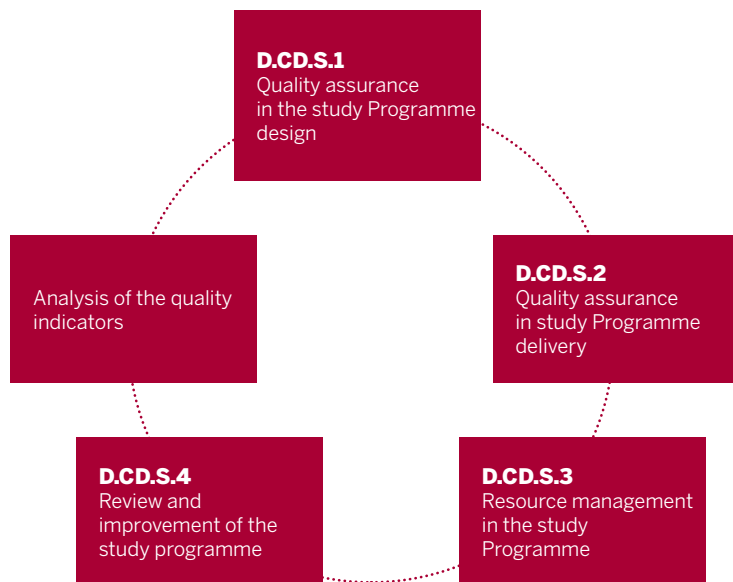 D.CD.S.1
Quality assurance
in the study Programme
design
D.CD.S.2
Quality assurance
in study Programme
delivery
D.CD.S.3
Resource management
in the study
Programme
D.CD.S.4
Review and
improvement of the
study programme
Analysis of the quality
indicators